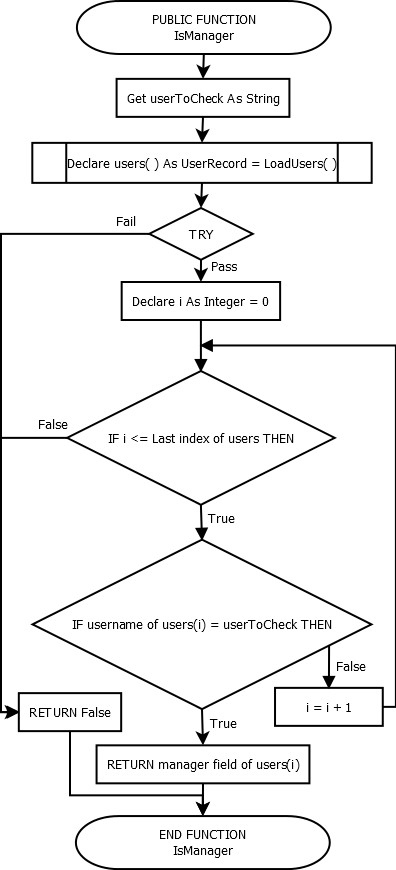 PUBLIC FUNCTION
IsManager
Get userToCheck As String
Declare users( ) As UserRecord = LoadUsers( )
Fail
TRY
Pass
Declare i As Integer = 0
False
IF i <= Last index of users THEN
True
IF username of users(i) = userToCheck THEN
False
RETURN False
i = i + 1
True
RETURN manager field of users(i)
END FUNCTION
IsManager